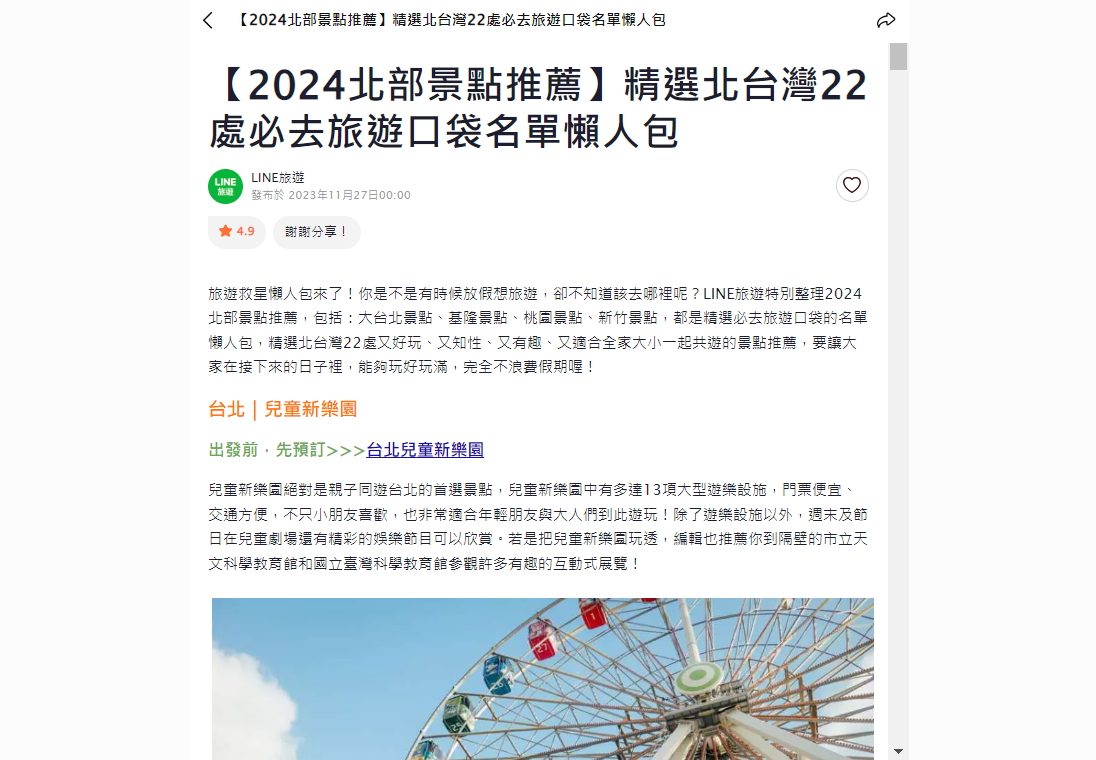 【2024北部景點推薦】精選北台灣22處必去旅遊口袋名單懶人包
【2024北部景點推薦】精選北台灣22
處必去旅遊口袋名單懶人包
LINE
旅遊
LINE旅遊
發布於 2023年11月27日00:00
4.9
謝謝分享！
旅遊救星懶人包來了！你是不是有時候放假想旅遊，卻不知道該去哪裡呢？LINE旅遊特別整理2024
北部景點推薦，包括：大台北景點、基隆景點、桃園景點、新竹景點，都是精選必去旅遊口袋的名單
懶人包，精選北台灣22處又好玩、又知性、又有趣、又適合全家大小一起共遊的景點推薦，要讓大
家在接下來的日子裡，能夠玩好玩滿，完全不浪費假期喔！
台北｜兒童新樂園
出發前．先預訂>>>台北兒童新樂園
兒童新樂園絕對是親子同遊台北的首選景點，兒童新樂園中有多達13項大型遊樂設施，門票便宜、
交通方便，不只小朋友喜歡，也非常適合年輕朋友與大人們到此遊玩！除了遊樂設施以外，週末及節
日在兒童劇場還有精彩的娛樂節目可以欣賞。若是把兒童新樂園玩透，編輯也推薦你到隔壁的市立天
文科學教育館和國立臺灣科學教育館參觀許多有趣的互動式展覽！
1
27
26
25